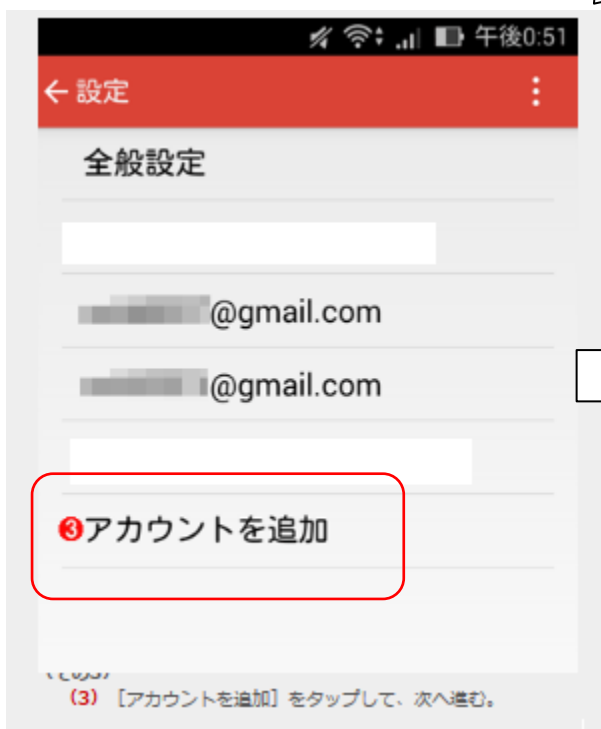 午後0:51
設定
全般設定
@gmail.com
@gmail.com
❸アカウントを追加
(3) [アカウントを追加] をタップして、次へ進む。